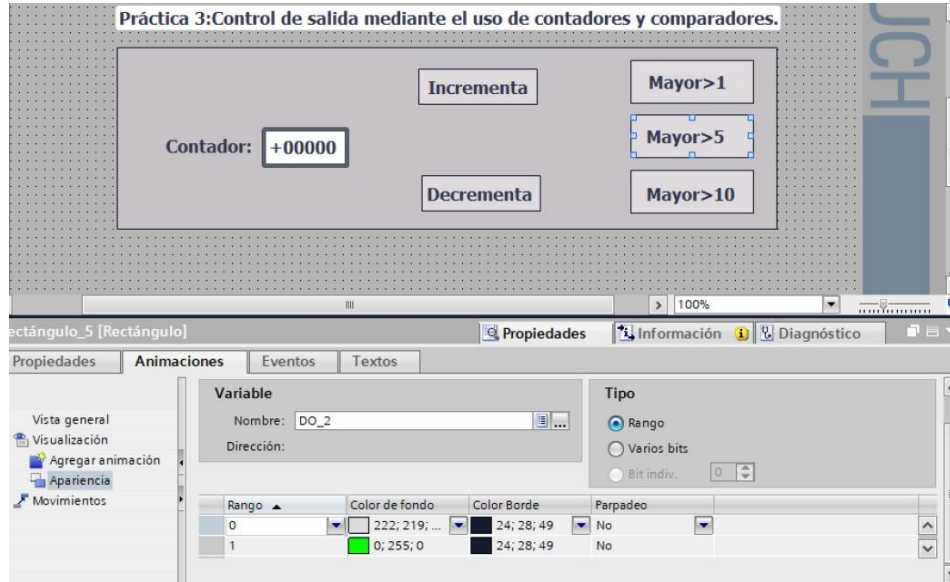 Práctica 3:Control de salida mediante el uso de contadores y comparadores.
UCH
Incrementa
Mayor>1
Contador: +00000
Mayor>5
Decrementa
Mayor>10
100%
ectángulo_5 [Rectángulo]
Propiedades Información Diagnóstico
Propiedades Animaciones Eventos Textos
Variable
Tipo
Vista general
Nombre: DO_2 ...
Rango
Visualización
Dirección:
Varios bits
Agregar animación
Bit indiv. 0
Apariencia
Movimientos
Rango Color de fondo Color Borde Parpadeo
0 222; 219; ... 24; 28; 49 No
1 0; 255; 0 24; 28; 49 No